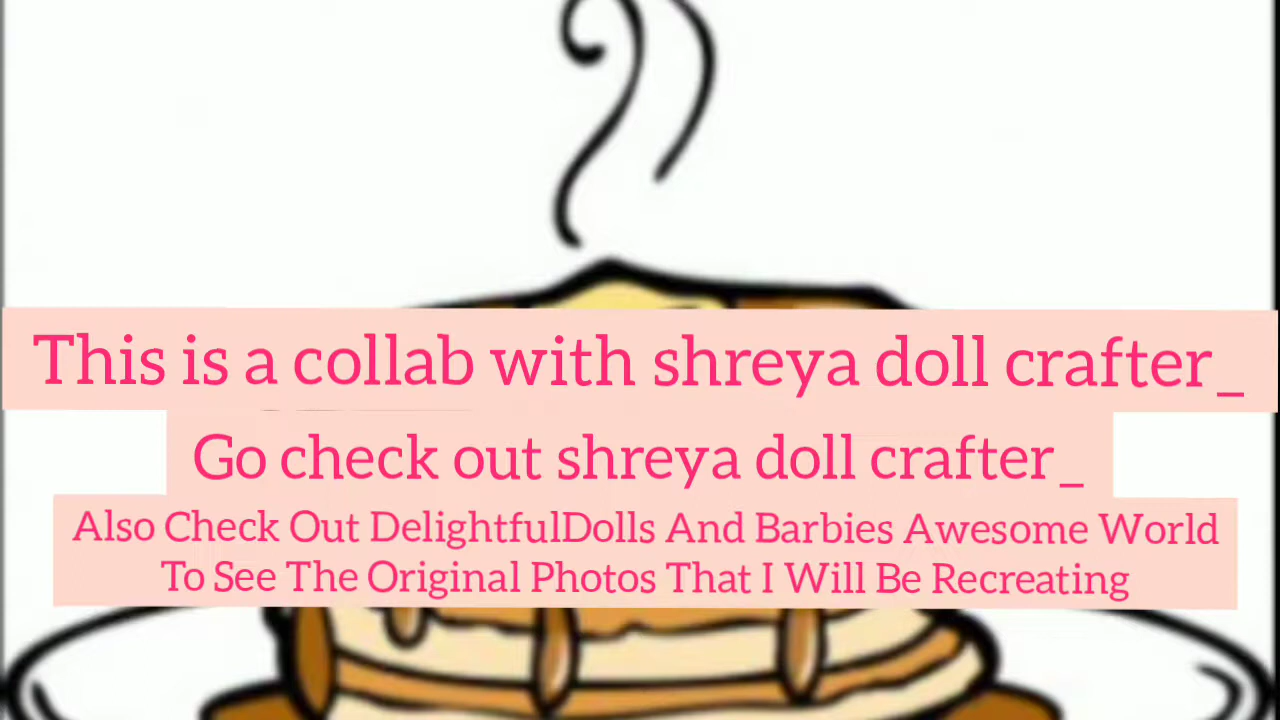 This is a collab with shreya doll crafter_
Go check out shreya doll crafter_
Also Check Out DelightfulDolls And Barbies Awesome World
To See The Original Photos That I Will Be Recreating